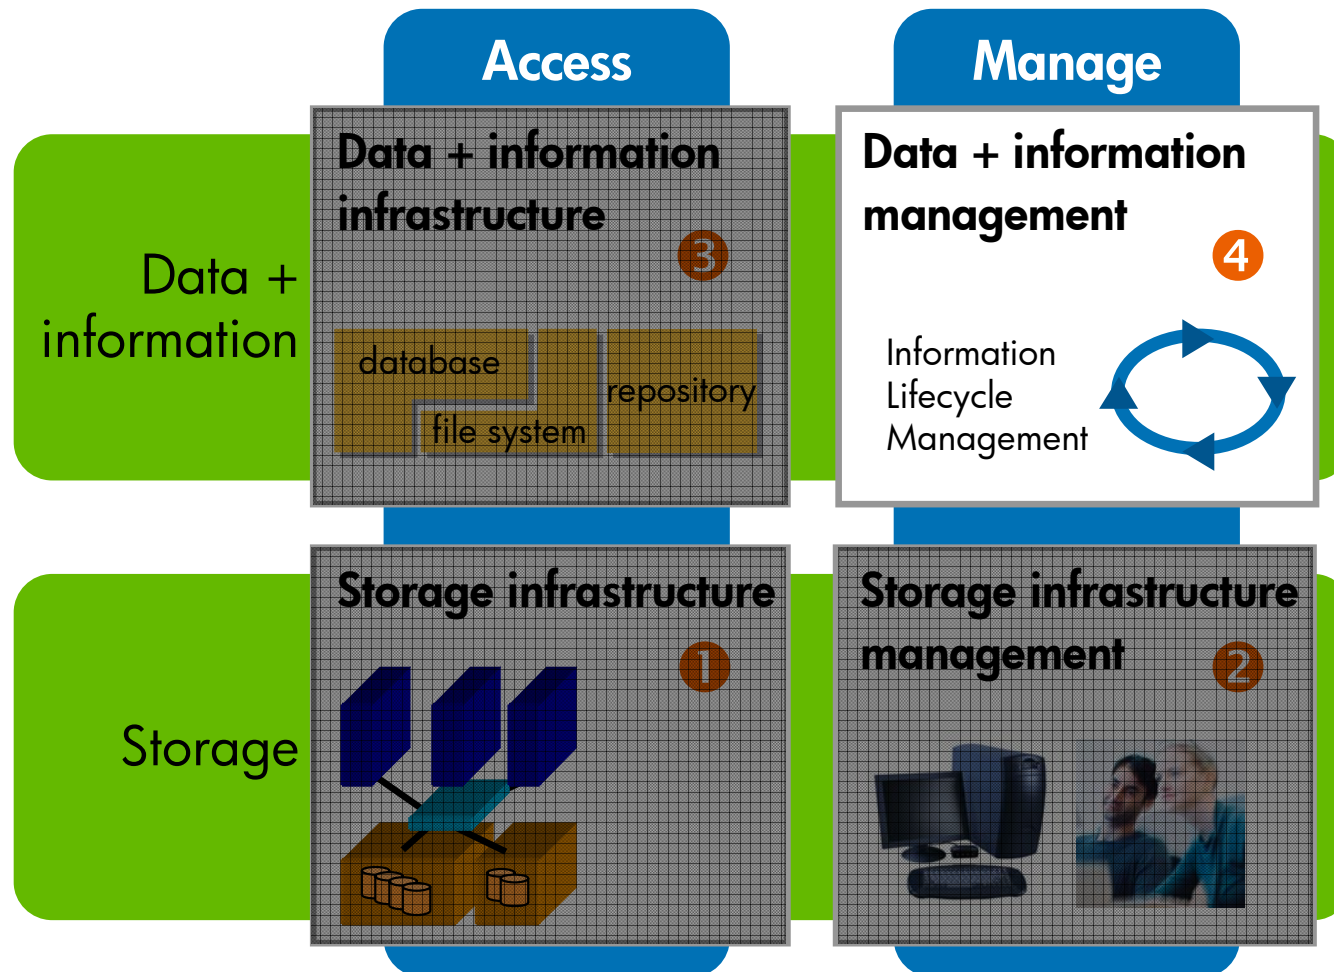 Access
Manage
Data + information
infrastructure
3
database
file system
repository
Data + information
management
4
Information
Lifecycle
Management
Data +
information
Storage infrastructure
1
Storage infrastructure
management
2
Storage